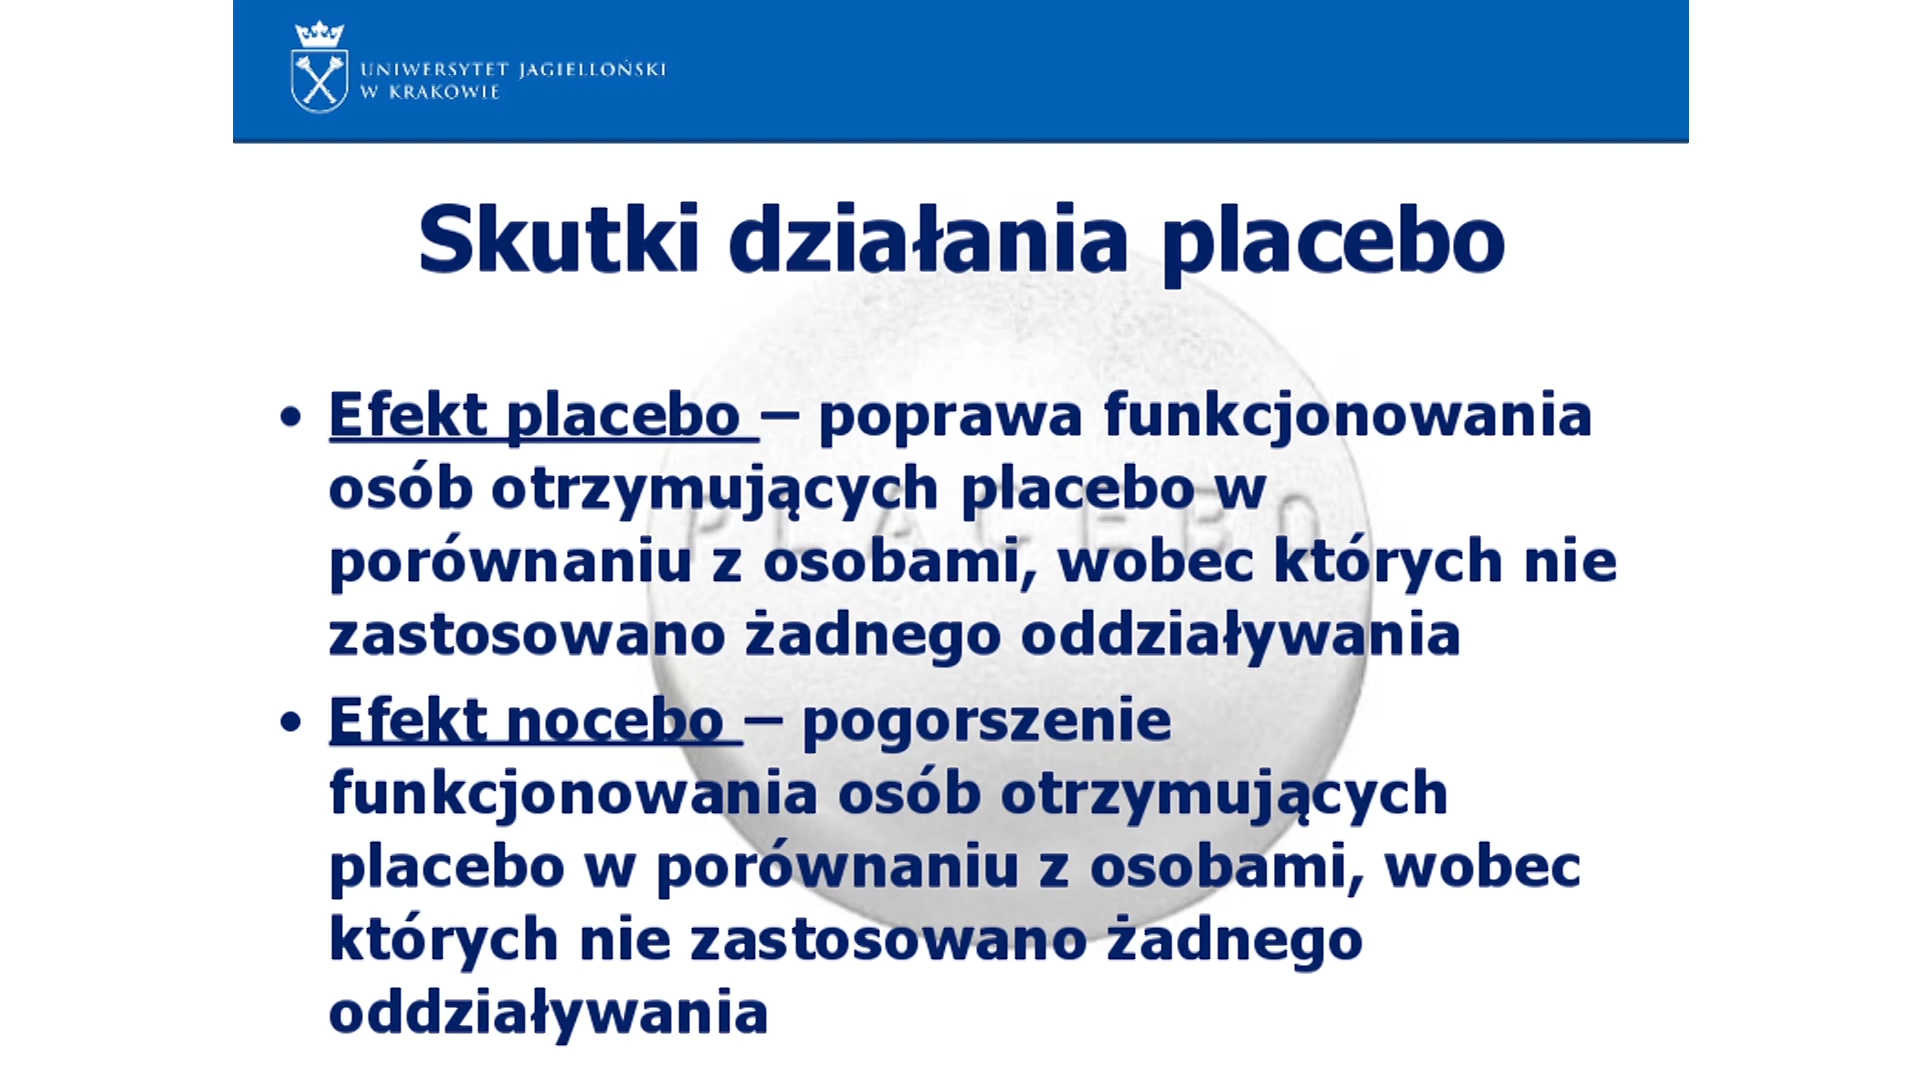 UNIWERSYTET JAGIELLOŃSKI
W KRAKOWIE
Skutki działania placebo
• Efekt placebo – poprawa funkcjonowania
osób otrzymujących placebo w
porównaniu z osobami, wobec których nie
zastosowano żadnego oddziaływania
• Efekt nocebo – pogorszenie
funkcjonowania osób otrzymujących
placebo w porównaniu z osobami, wobec
których nie zastosowano żadnego
oddziaływania
PLACEBO